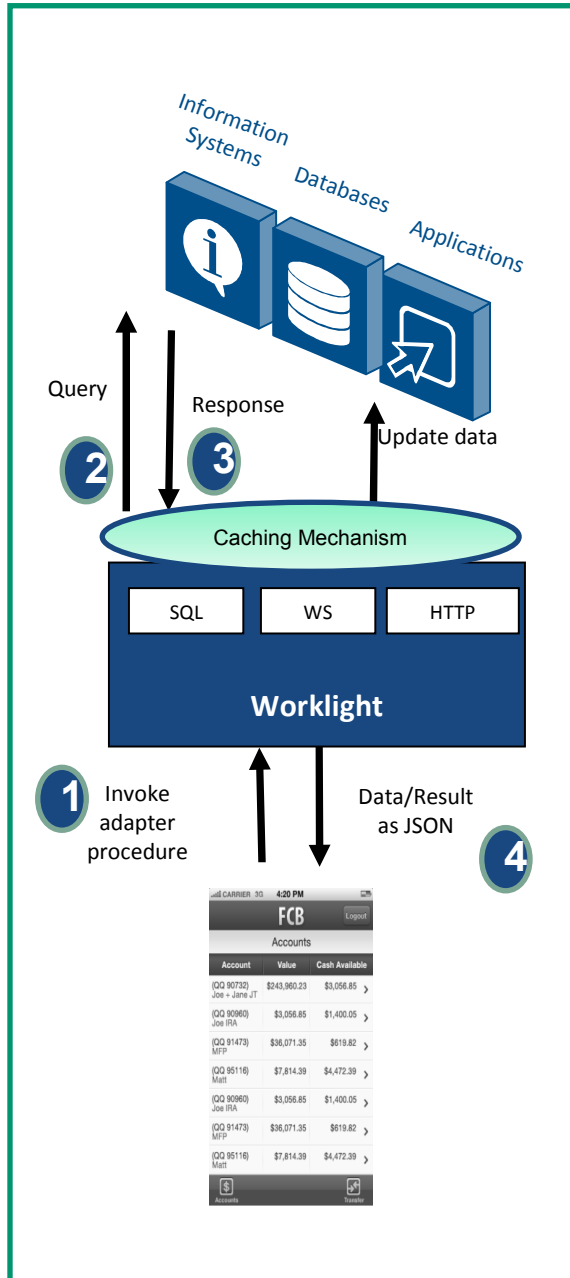 Information
Systems
Databases
Applications
Query
Response
Update data
2
3
Caching Mechanism
SQL WS HTTP
Worklight
1
Invoke
adapter
procedure
Data/Result
as JSON
4
CARRIER 3G 4:20 PM
FCB Logout
Accounts
Account Value Cash Available
(QQ 90732) $243,960.23 $3,056.85
Joe + Jane JT
(QQ 90960) $3,056.85 $1,400.05
Joe IRA
(QQ 91473) $36,071.35 $619.82
MFP
(QQ 95116) $7,814.39 $4,472.39
Matt
(QQ 90960) $3,056.85 $1,400.05
Joe IRA
(QQ 91473) $36,071.35 $619.82
MFP
(QQ 95116) $7,814.39 $4,472.39
Matt
$
Accounts Transfer